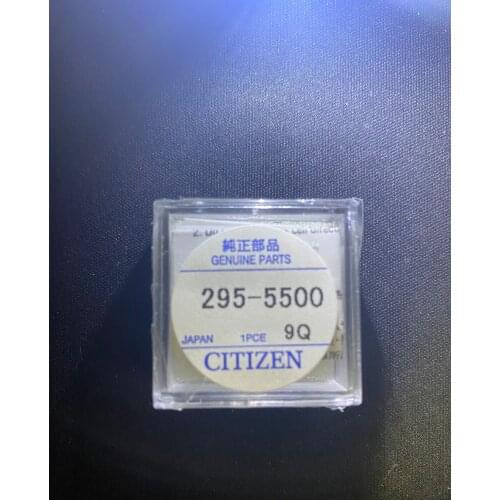 純正部品
GENUINE PARTS
295-5500
JAPAN 1PCE 9Q
CITIZEN